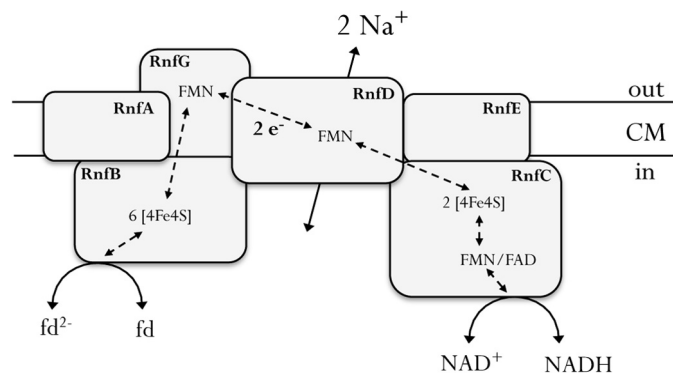 2 Na⁺
RnfG
FMN
RnfD
RnfA
RnfE
out
2 e⁻
FMN
CM
RnfB
RnfC
in
6 [4Fe4S]
2 [4Fe4S]
FMN/FAD
fd²⁻
fd
NAD⁺
NADH